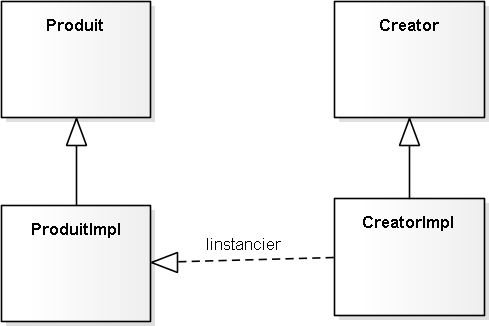 Produit
Creator
ProduitImpl
CreatorImpl
linstancier